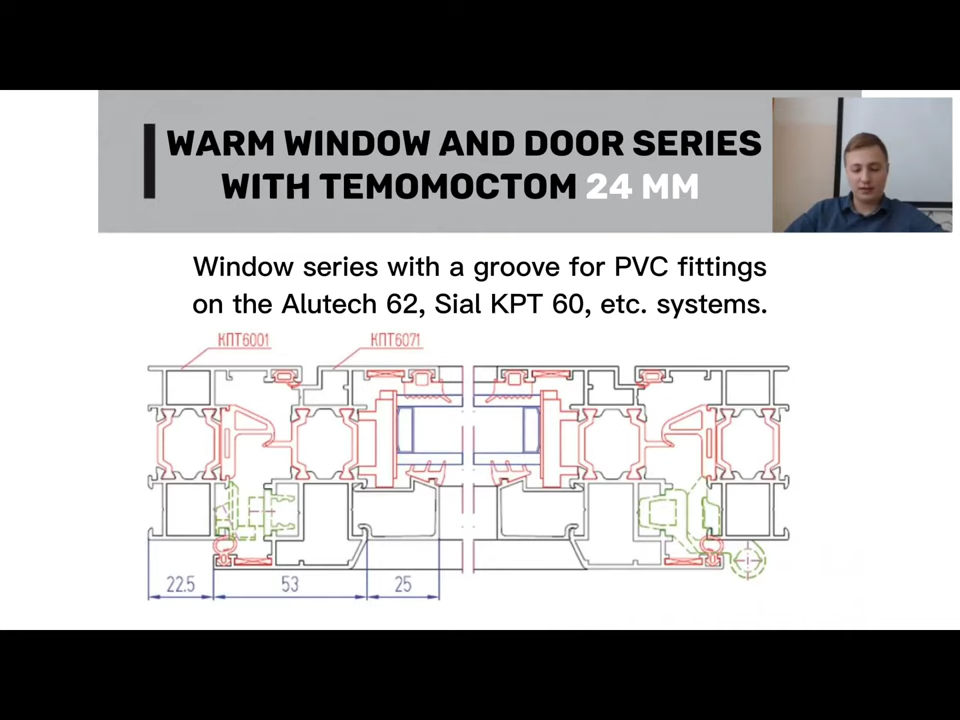 WARM WINDOW AND DOOR SERIES
WITH TEMOMOCTOM 24 MM
Window series with a groove for PVC fittings
on the Alutech 62, Sial KPT 60, etc. systems.
КПТ6001 КПТ6071
22.5 53 25